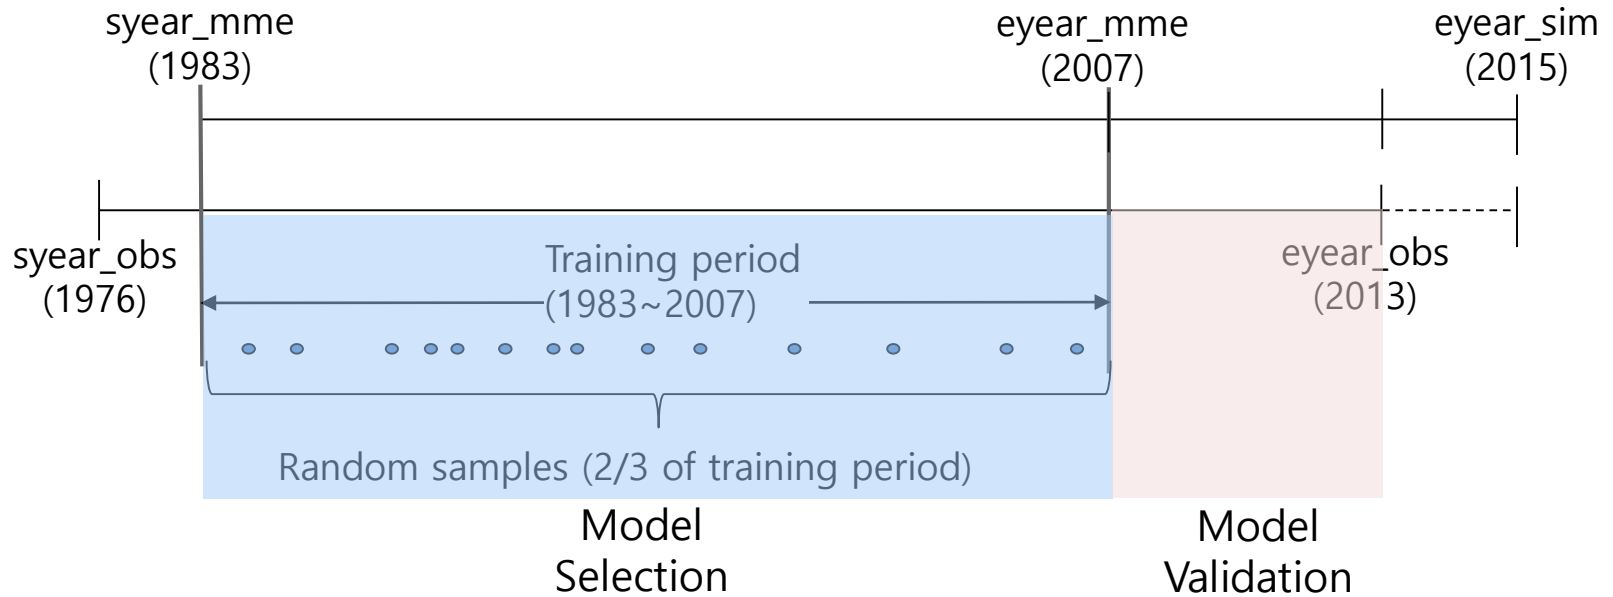 syear_mme
(1983)
eyear_mme
(2007)
eyear_sim
(2015)
syear_obs
(1976)
Training period
(1983~2007)
eyear_obs
(2013)
Random samples (2/3 of training period)
Model
Selection
Model
Validation